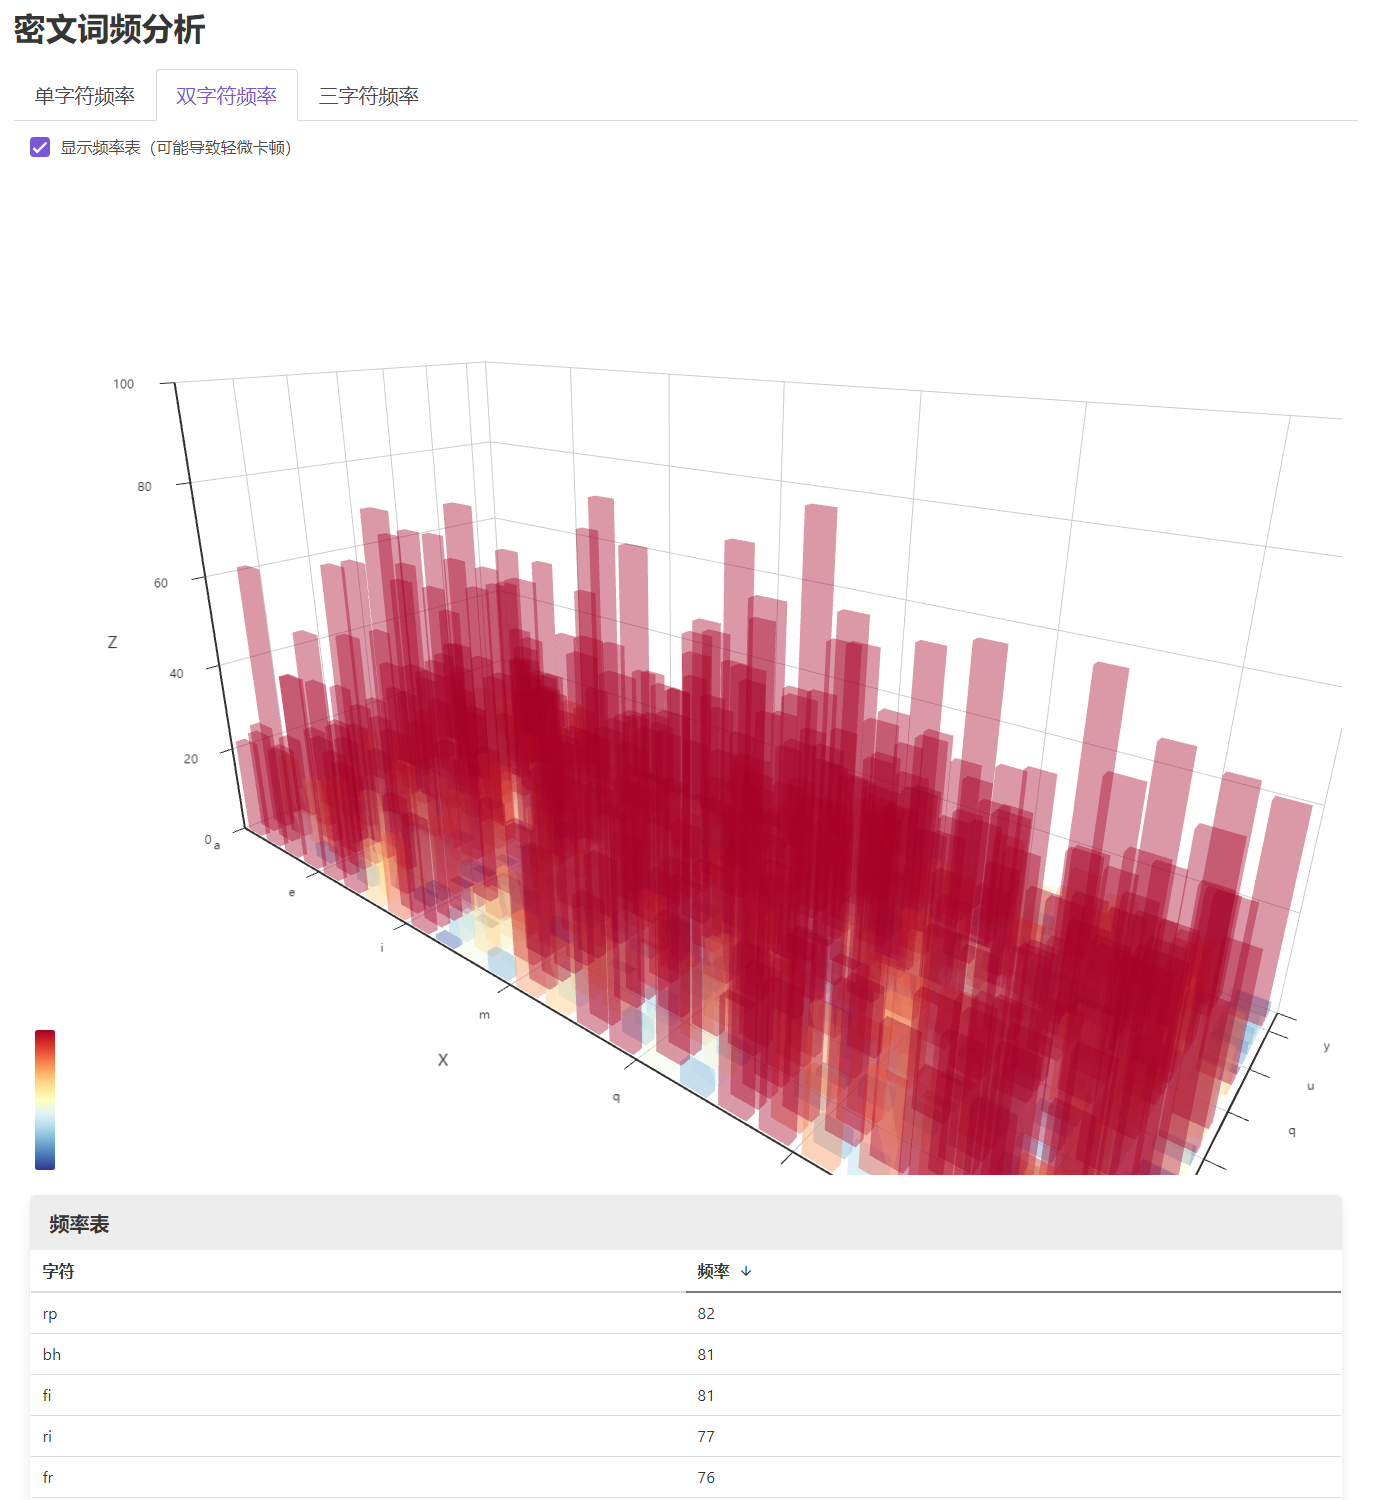 密文词频分析
单字符频率 双字符频率 三字符频率
显示频率表（可能导致轻微卡顿）
100
80
60
Z
40
20
0
a
e
i
m
X
q
y
u
q
频率表
字符 频率
rp 82
bh 81
fi 81
ri 77
fr 76